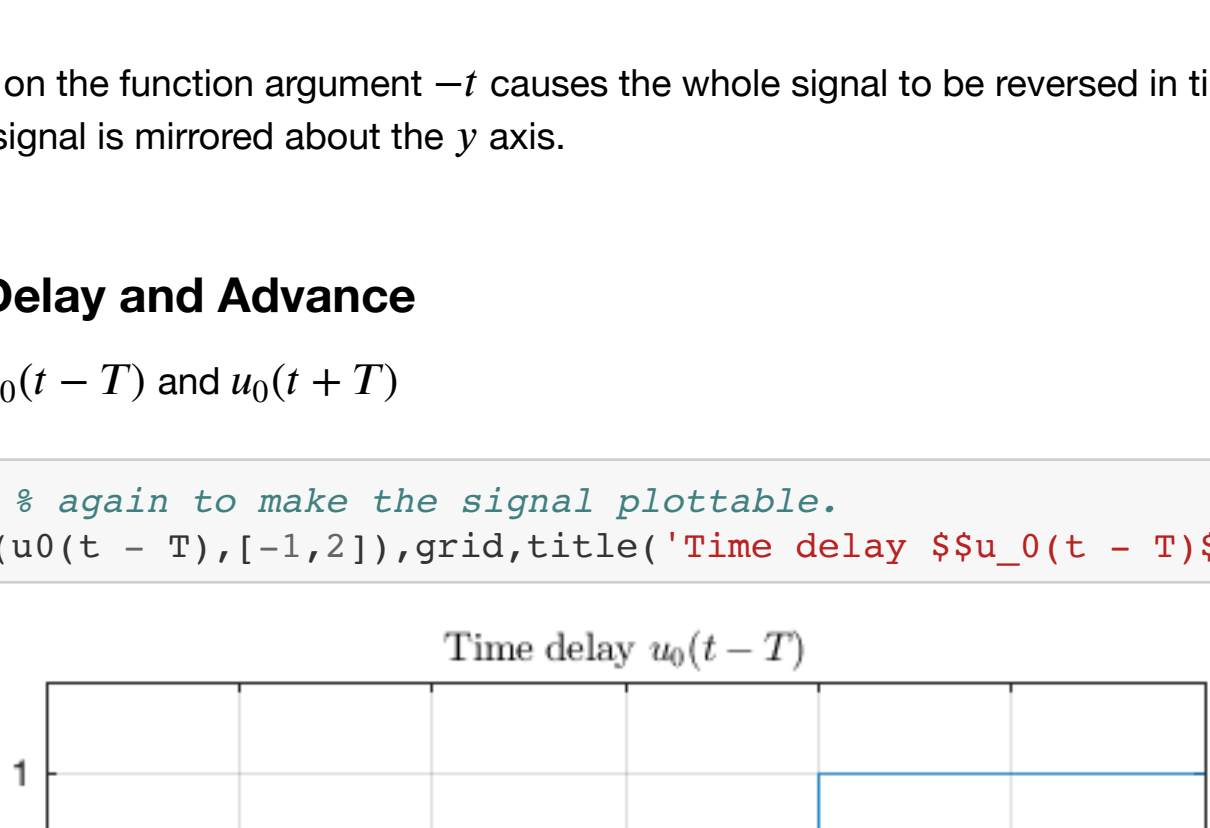 on the function argument −t causes the whole signal to be reversed in ti
signal is mirrored about the y axis.
Delay and Advance
₀(t − T) and u₀(t + T)
% again to make the signal plottable.
(u0(t - T),[-1,2]),grid,title('Time delay $$u_0(t - T)$
Time delay u₀(t − T)
1